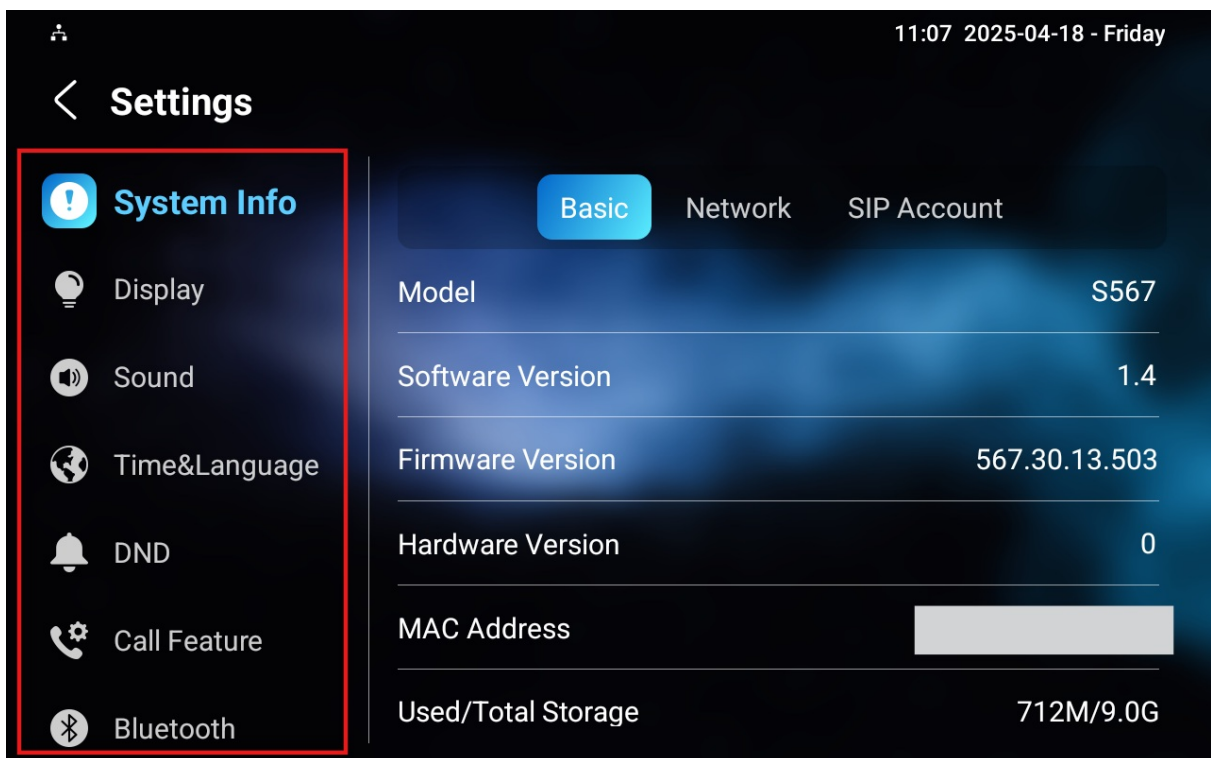 11:07 2025-04-18 - Friday
Settings
System Info
Display
Sound
Time&Language
DND
Call Feature
Bluetooth
Basic Network SIP Account
Model S567
Software Version 1.4
Firmware Version 567.30.13.503
Hardware Version 0
MAC Address
Used/Total Storage 712M/9.0G